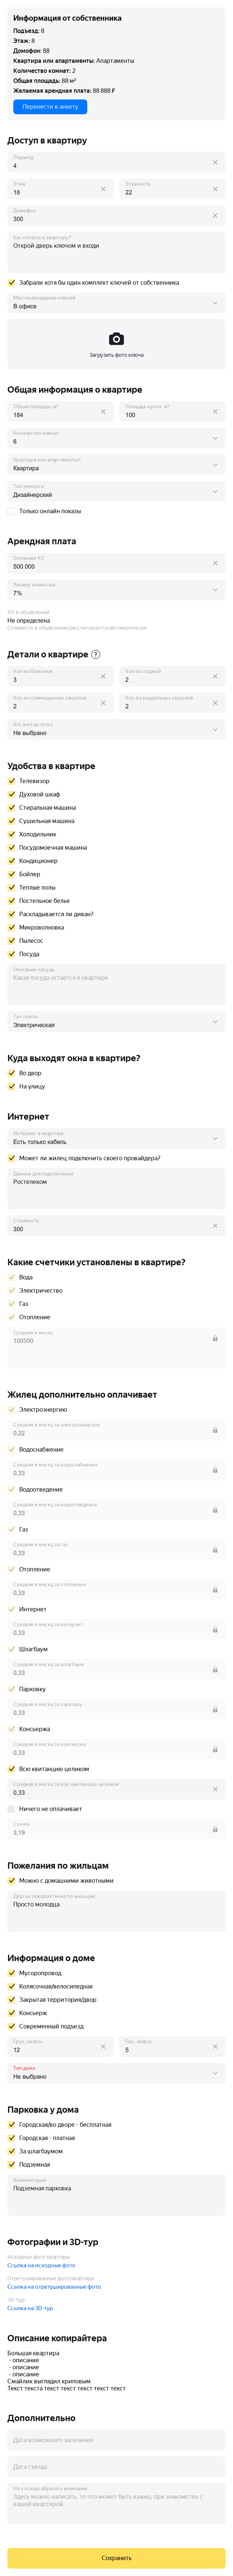 Информация от собственника
Подъезд: 8
Этаж: 8
Домофон: 88
Квартира или апартаменты: Апартаменты
Количество комнат: 2
Общая площадь: 88 м²
Желаемая арендная плата: 88 888 ₽
Перенести в анкету
Доступ в квартиру
Подъезд
4
Этаж
18
Этажность
22
Домофон
300
Как попасть в квартиру?
Открой дверь ключом и входи
Забрали хотя бы один комплект ключей от собственника
Местонахождение ключей
В офисе
Загрузить фото ключа
Общая информация о квартире
Общая площадь, м²
184
Площадь кухни, м²
100
Количество комнат
6
Квартира или апартаменты?
Квартира
Тип ремонта
Дизайнерский
Только онлайн показы
Арендная плата
Основная АП
500 000
Размер комиссии
7%
АП в объявлении
Не определена
Стоимость в объявлении рассчитывается автоматически
Детали о квартире ?
Кол-во балконов
3
Кол-во лоджий
2
Кол-во совмещенных санузлов
2
Кол-во раздельных санузлов
2
Кто жил до этого
Не выбрано
Удобства в квартире
Телевизор
Духовой шкаф
Стиральная машина
Сушильная машина
Холодильник
Посудомоечная машина
Кондиционер
Бойлер
Теплые полы
Постельное белье
Раскладывается ли диван?
Микроволновка
Пылесос
Посуда
Описание посуды
Какая посуда остаётся в квартире
Тип плиты
Электрическая
Куда выходят окна в квартире?
Во двор
На улицу
Интернет
Интернет в квартире
Есть только кабель
Может ли жилец подключить своего провайдера?
Данные для подключения
Ростелеком
Стоимость
300
Какие счетчики установлены в квартире?
Вода
Электричество
Газ
Отопление
Средняя в месяц
100500
Жилец дополнительно оплачивает
Электроэнергию
Средняя в месяц за электроэнергию
0,22
Водоснабжение
Средняя в месяц за водоснабжение
0,33
Водоотведение
Средняя в месяц за водоотведение
0,33
Газ
Средняя в месяц за газ
0,33
Отопление
Средняя в месяц за отопление
0,33
Интернет
Средняя в месяц за интернет
0,33
Шлагбаум
Средняя в месяц за шлагбаум
0,33
Парковку
Средняя в месяц за парковку
0,33
Консьержа
Средняя в месяц за консьержа
0,33
Всю квитанцию целиком
Средняя в месяц за всю квитанцию целиком
0,33
Ничего не оплачивает
Сумма
3,19
Пожелания по жильцам
Можно с домашними животными
Другие предпочтения по жильцам
Просто молодца
Информация о доме
Мусоропровод
Колясочная/велосипедная
Закрытая территория/двор
Консьерж
Современный подъезд
Груз. лифты
12
Пас. лифты
5
Тип дома
Не выбрано
Парковка у дома
Городская/во дворе - бесплатная
Городская - платная
За шлагбаумом
Подземная
Комментарий
Подземная парковка
Фотографии и 3D-тур
Исходные фото квартиры
Ссылка на исходные фото
Отретушированные фото квартиры
Ссылка на отретушированные фото
3D-тур
Ссылка на 3D-тур
Описание копирайтера
Большая квартира
- описание
- описание
- описание
Смайлик выглядил криповым
Текст текста текст текст текст текст текст
Дополнительно
Дата возможного заселения
Дата съезда
На что еще обратить внимание
Здесь можно написать, то что может быть важно, при знакомстве с
вашей квартирой
Сохранить